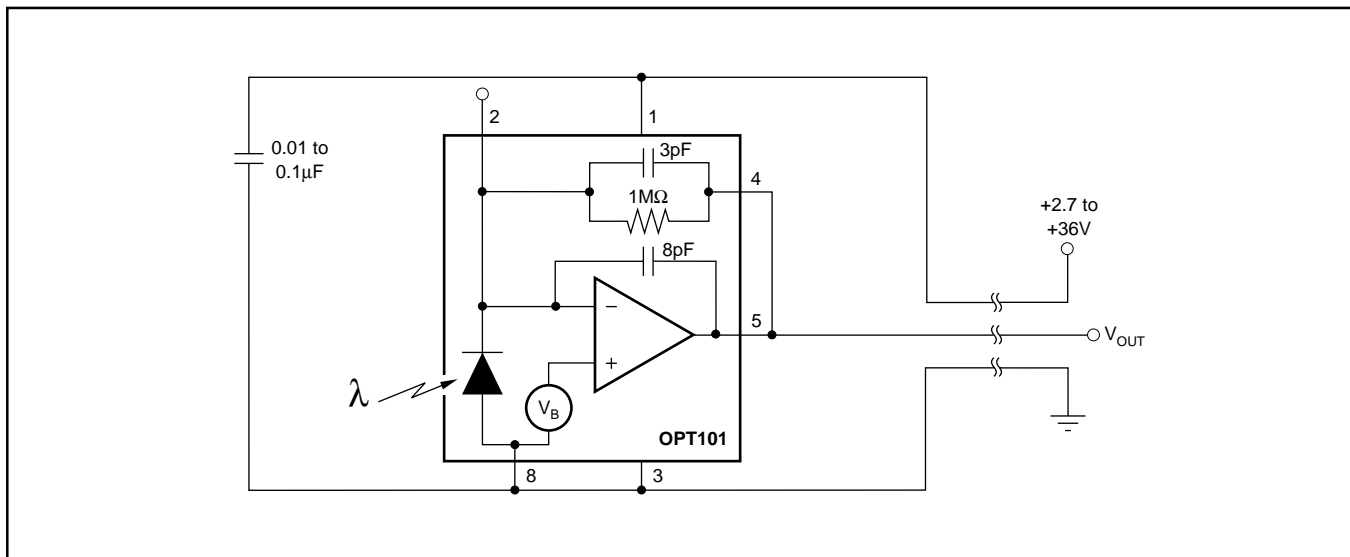 2
1
0.01 to
0.1μF
3pF
4
1MΩ
+2.7 to
+36V
8pF
−
5
V_OUT
+
λ
V_B
OPT101
8
3